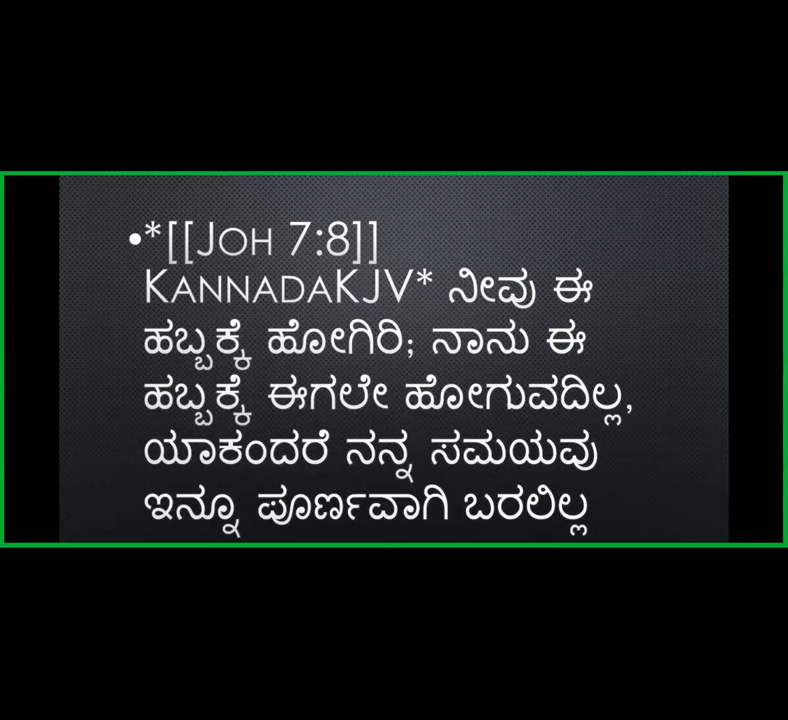 •*[[Joh 7:8]]
KannadaKJV* ನೀವು ಈ
ಹಬ್ಬಕ್ಕೆ ಹೋಗಿರಿ; ನಾನು ಈ
ಹಬ್ಬಕ್ಕೆ ಈಗಲೇ ಹೋಗುವದಿಲ್ಲ,
ಯಾಕಂದರೆ ನನ್ನ ಸಮಯವು
ಇನ್ನೂ ಪೂರ್ಣವಾಗಿ ಬರಲಿಲ್ಲ